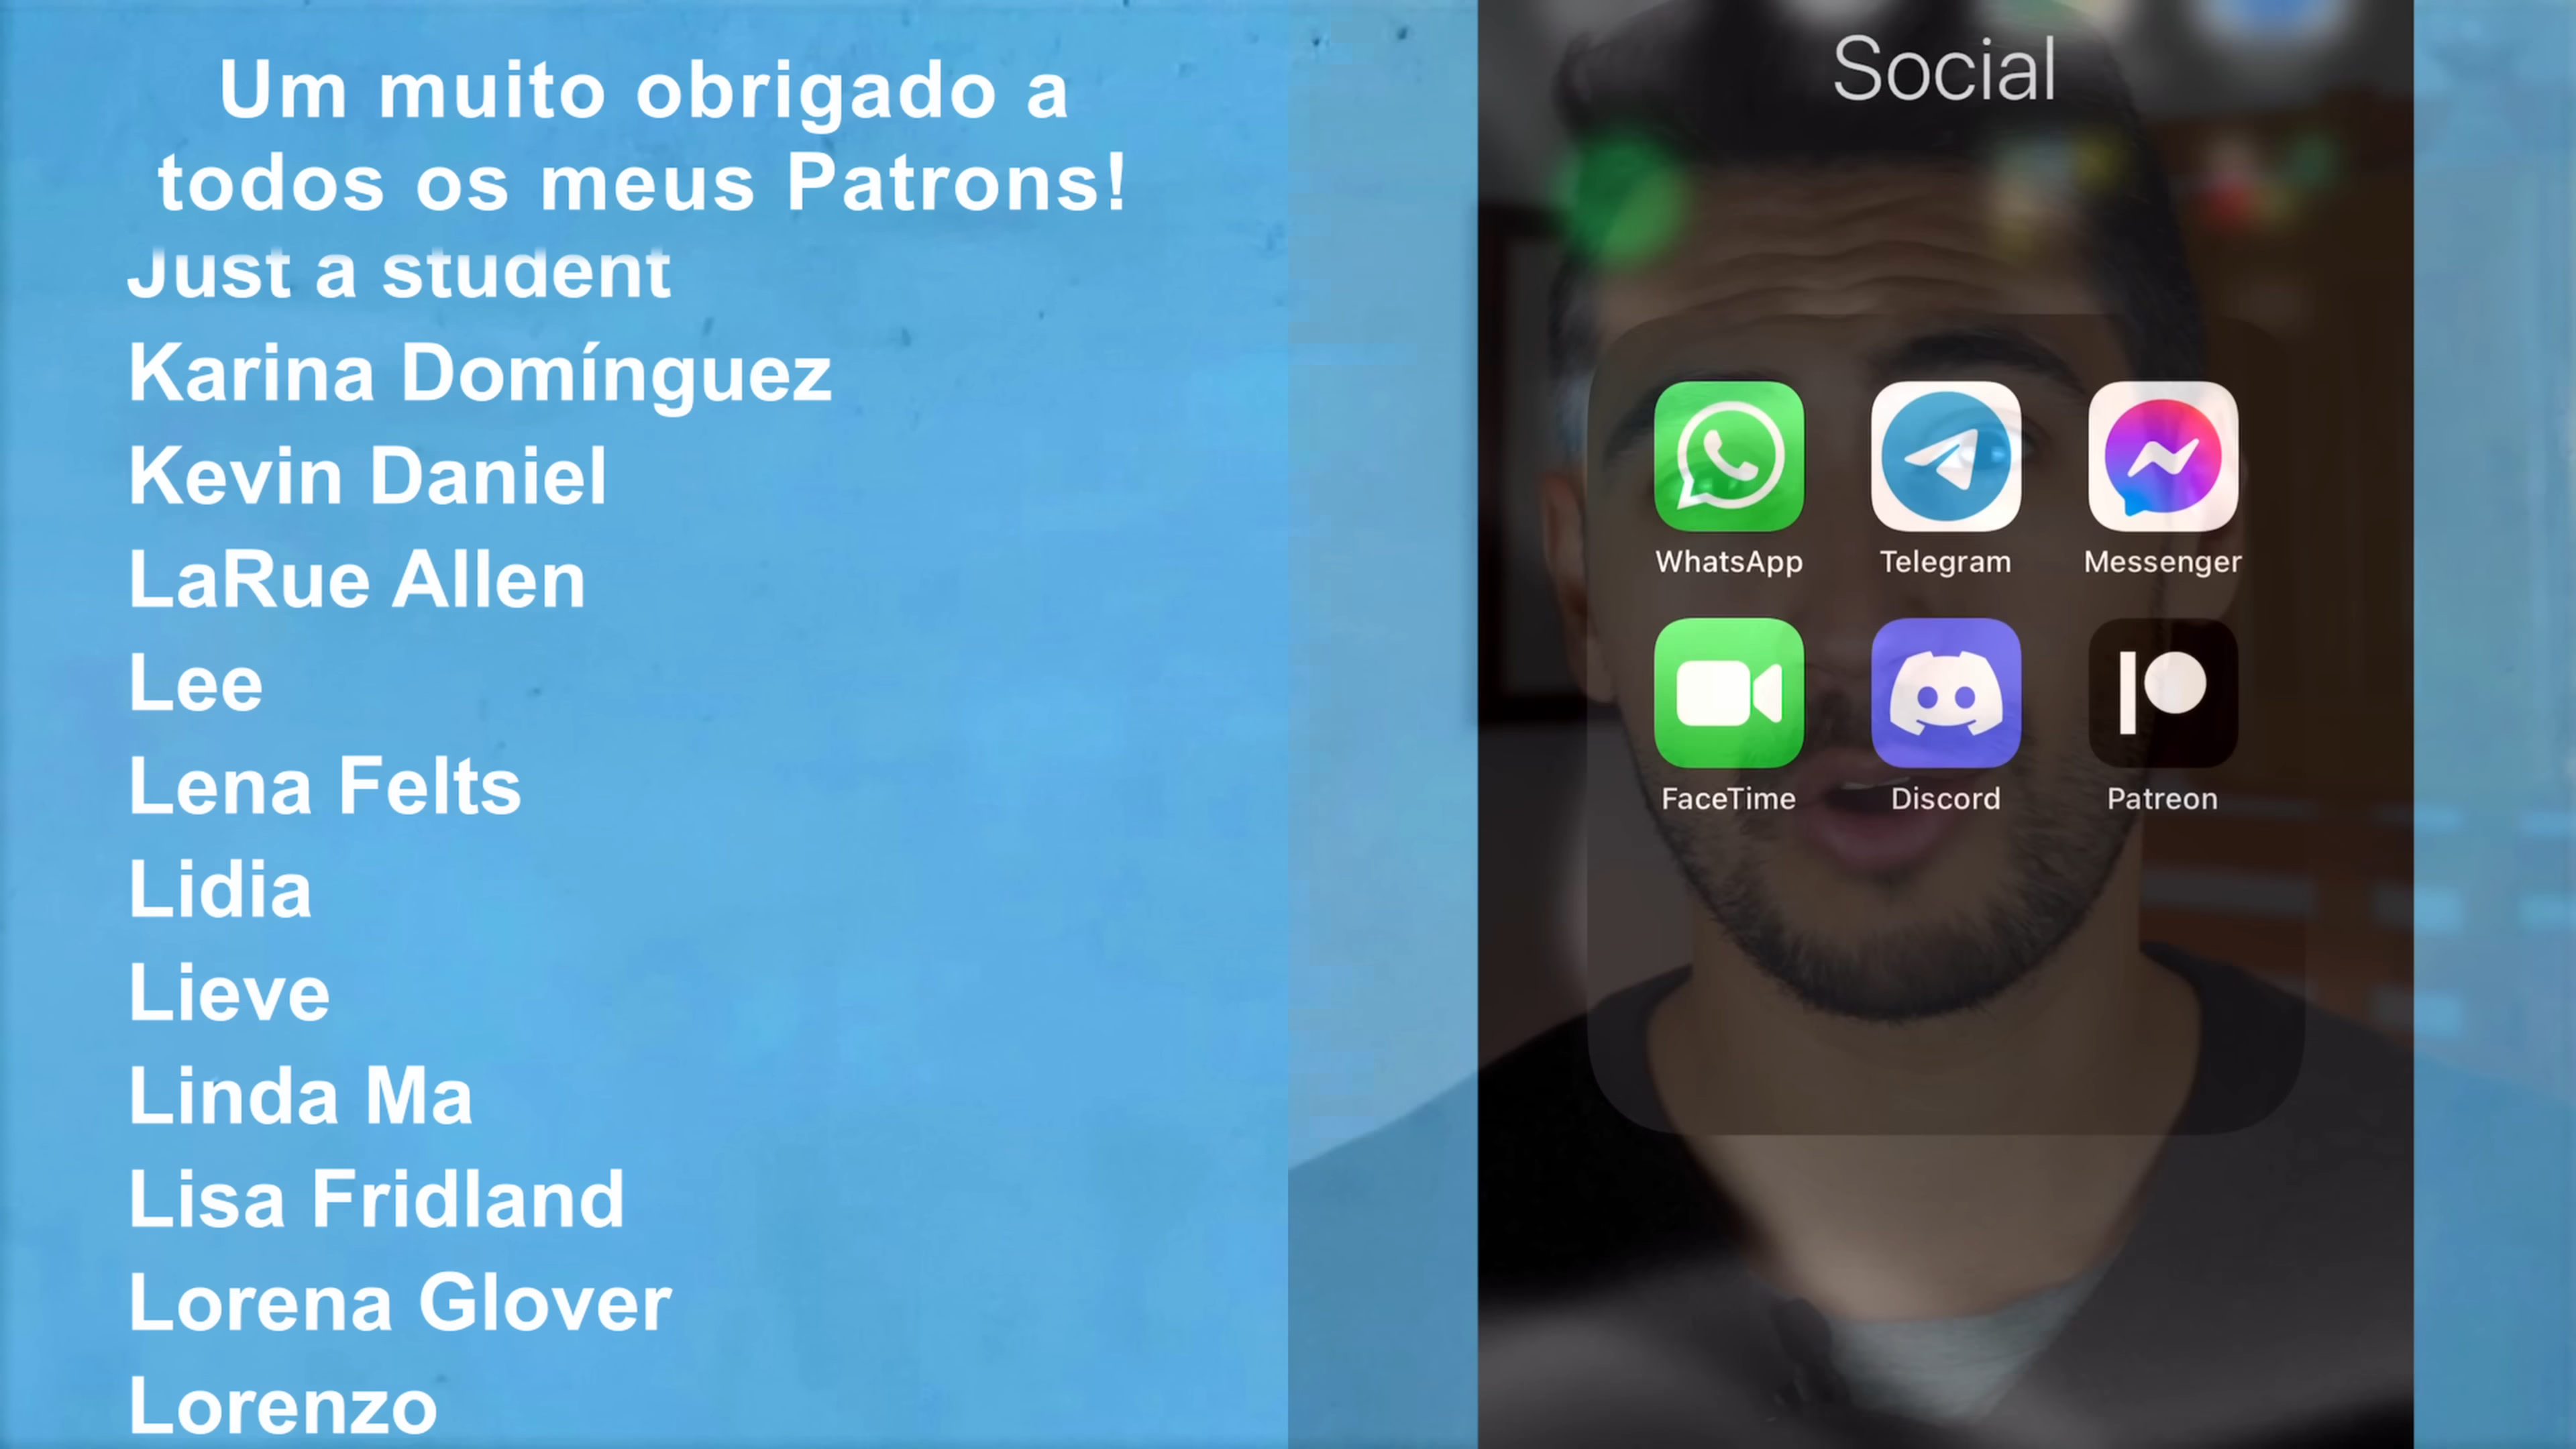 Um muito obrigado a
todos os meus Patrons!
Just a student
Karina Domínguez
Kevin Daniel
LaRue Allen
Lee
Lena Felts
Lidia
Lieve
Linda Ma
Lisa Fridland
Lorena Glover
Lorenzo
Social
WhatsApp
Telegram
Messenger
FaceTime
Discord
Patreon